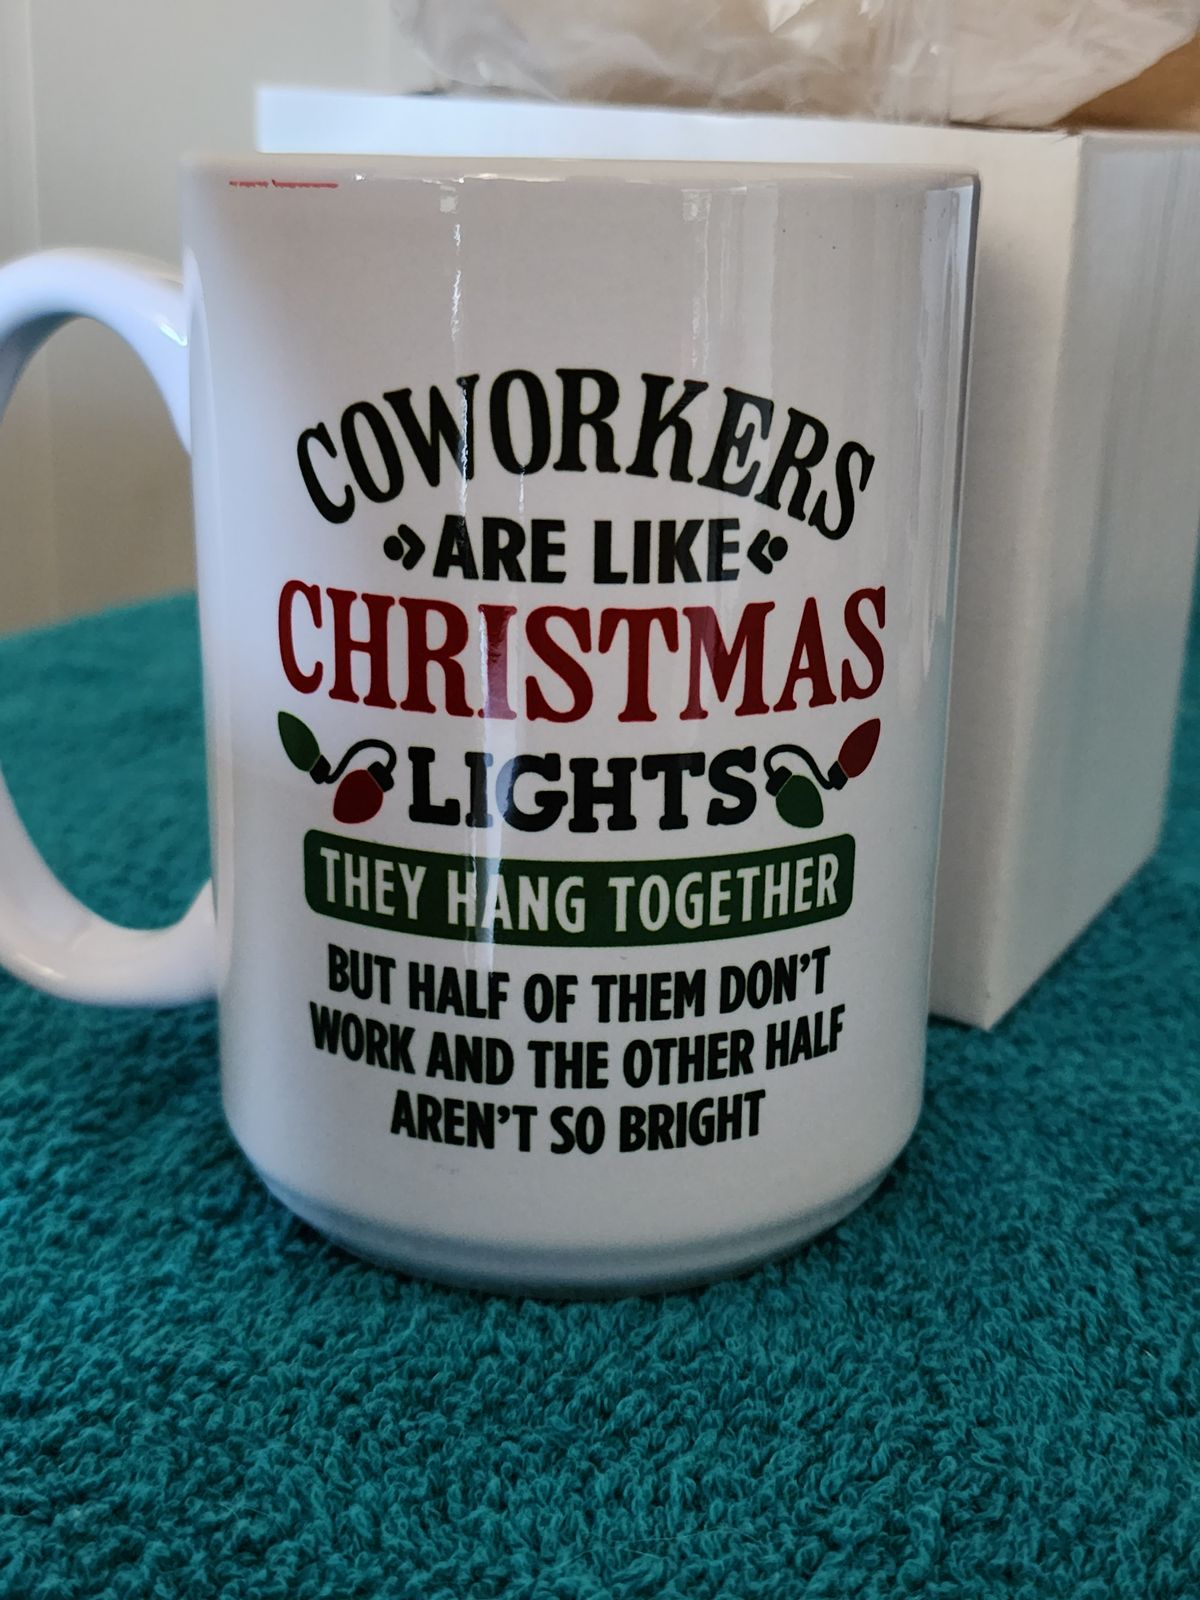 COWORKERS
ARE LIKE
CHRISTMAS
LIGHTS
THEY HANG TOGETHER
BUT HALF OF THEM DON'T
WORK AND THE OTHER HALF
AREN'T SO BRIGHT